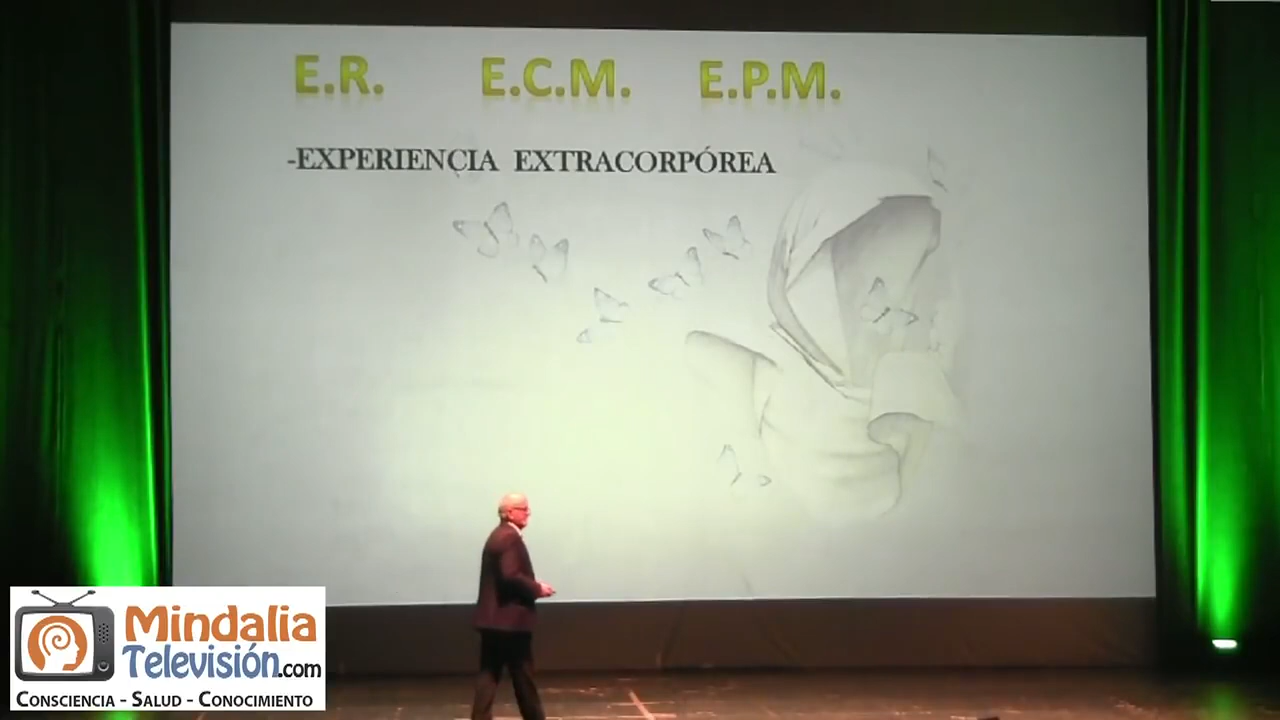 E.R. E.C.M. E.P.M.
-EXPERIENCIA EXTRACORPÓREA
Mindalia
Televisión.com
CONSCIENCIA - SALUD - CONOCIMIENTO